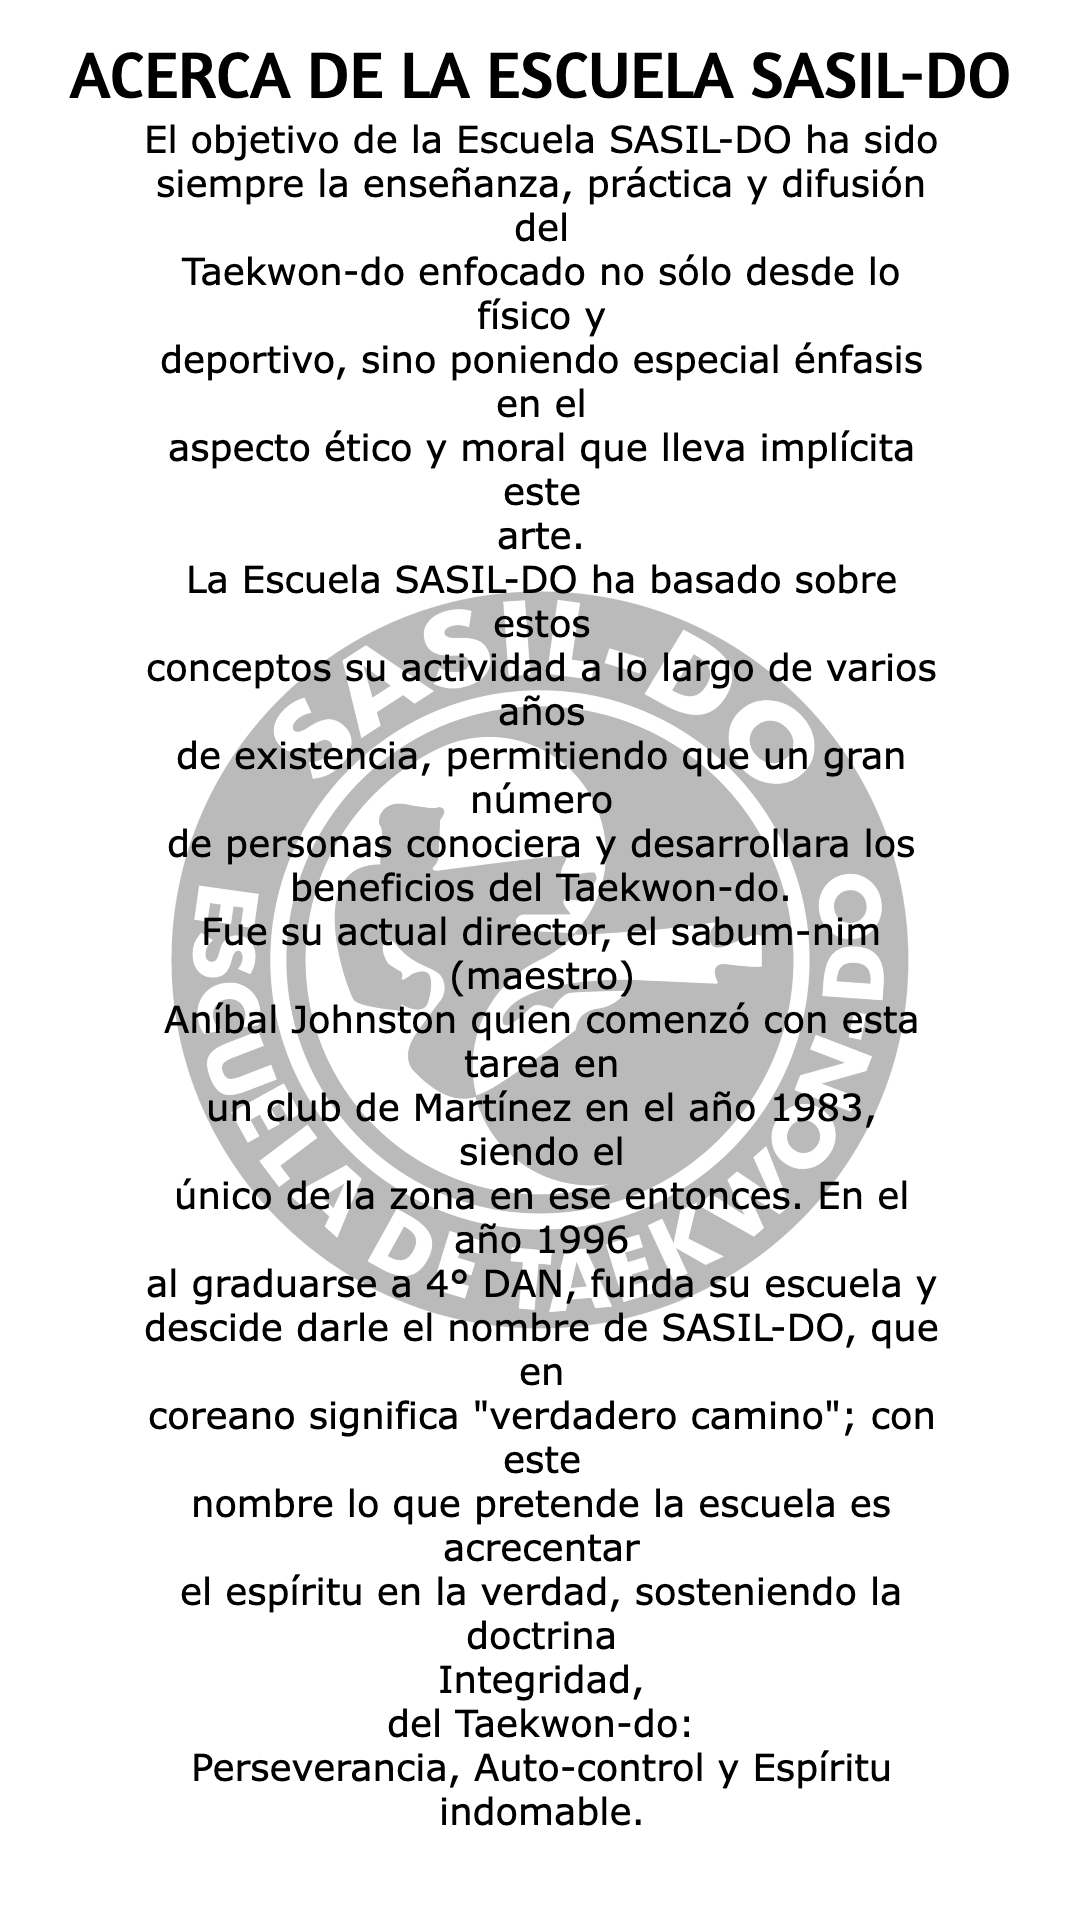 ACERCA DE LA ESCUELA SASIL-DO
El objetivo de la Escuela SASIL-DO ha sido
siempre la enseñanza, práctica y difusión
del
Taekwon-do enfocado no sólo desde lo
físico y
deportivo, sino poniendo especial énfasis
en el
aspecto ético y moral que lleva implícita
este
arte.
La Escuela SASIL-DO ha basado sobre
estos
conceptos su actividad a lo largo de varios
años
de existencia, permitiendo que un gran
número
de personas conociera y desarrollara los
beneficios del Taekwon-do.
Fue su actual director, el sabum-nim
(maestro)
Aníbal Johnston quien comenzó con esta
tarea en
un club de Martínez en el año 1983,
siendo el
único de la zona en ese entonces. En el
año 1996
al graduarse a 4° DAN, funda su escuela y
descide darle el nombre de SASIL-DO, que
en
coreano significa "verdadero camino"; con
este
nombre lo que pretende la escuela es
acrecentar
el espíritu en la verdad, sosteniendo la
doctrina
Integridad,
del Taekwon-do:
Perseverancia, Auto-control y Espíritu
indomable.
SASIL-DO
ESCUELA DE TAEKWON-DO